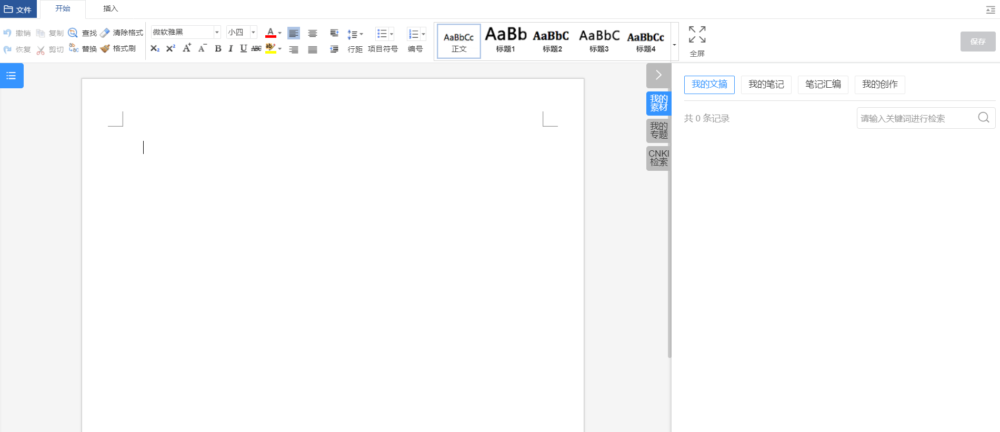 文件 开始 插入
撤销 复制 查找 清除格式 微软雅黑 小四 A
恢复 剪切 ab ac 替换 格式刷 X₂ X² A⁺ A⁻ B I U ABC ab 行距 项目符号 编号
AaBbCc AaBb AaBbC AaBbC AaBbCc
正文 标题1 标题2 标题3 标题4
全屏
保存
我的
素材
我的
专题
CNKI
检索
我的文摘 我的笔记 笔记汇编 我的创作
共 0 条记录 请输入关键词进行检索